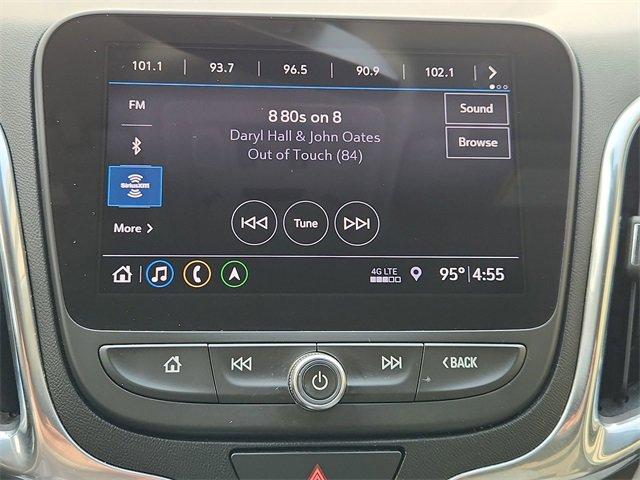 101.1 93.7 96.5 90.9 102.1
FM
8 80s on 8
Daryl Hall & John Oates
Out of Touch (84)
Sound
Browse
SiriusXM
More
Tune
4G LTE
95° 4:55
BACK